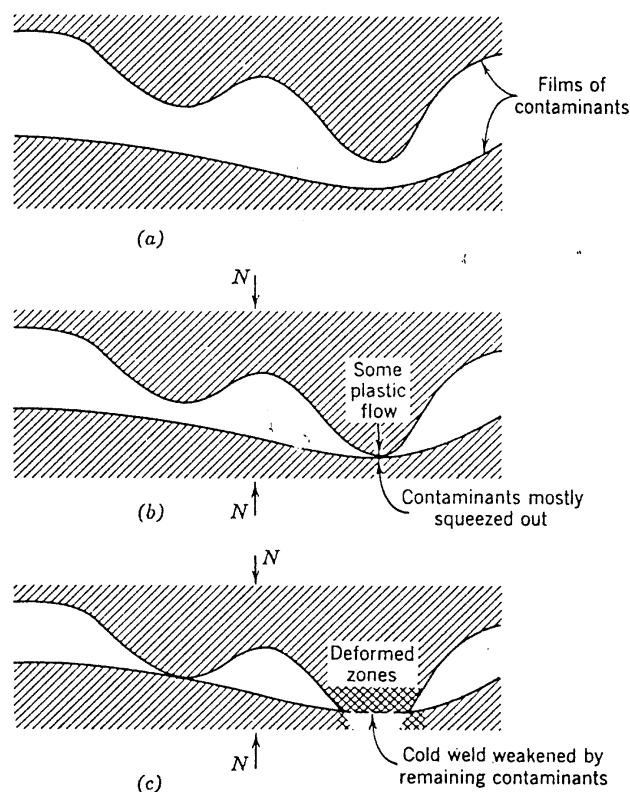 Films of
contaminants
(a)
N
Some
plastic
flow
Contaminants mostly
squeezed out
(b)
N
N
Deformed
zones
Cold weld weakened by
remaining contaminants
N
(c)